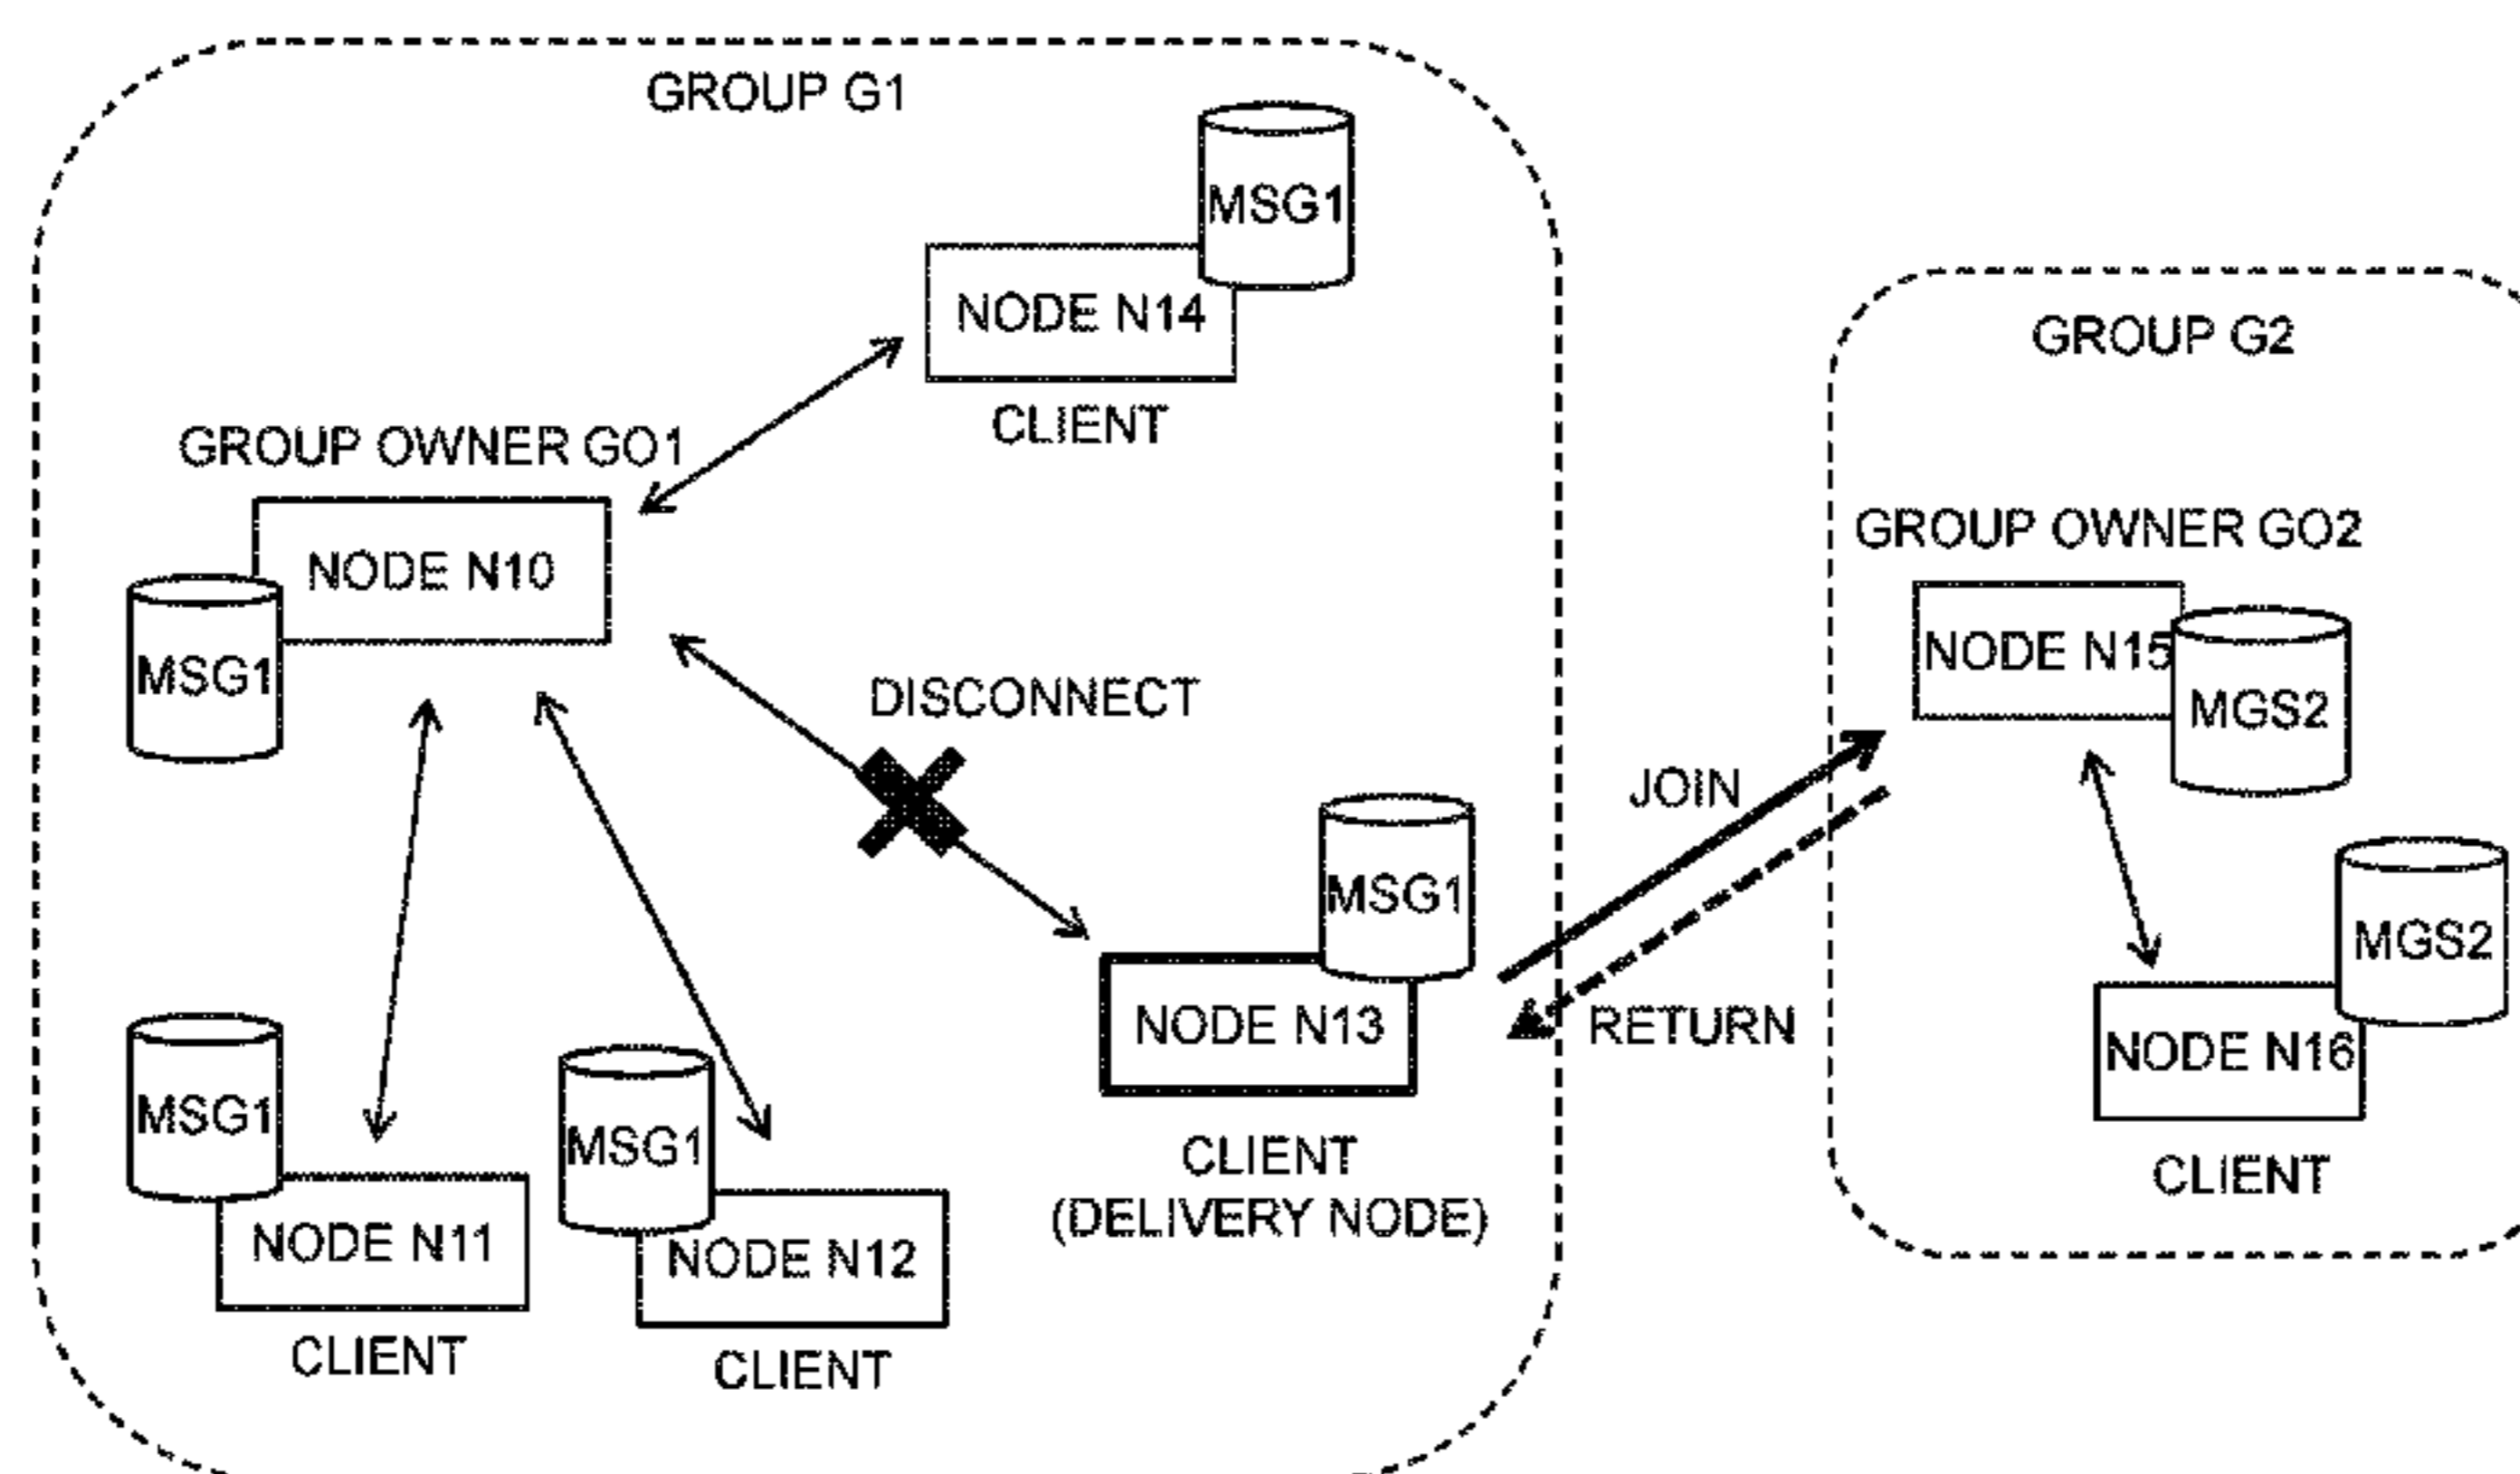 GROUP G1
MSG1
NODE N14
CLIENT
GROUP OWNER GO1
NODE N10
MSG1
DISCONNECT
MSG1
NODE N13
CLIENT
(DELIVERY NODE)
MSG1
NODE N11
CLIENT
MSG1
NODE N12
CLIENT
JOIN
RETURN
GROUP G2
GROUP OWNER GO2
NODE N15
MGS2
MGS2
NODE N16
CLIENT